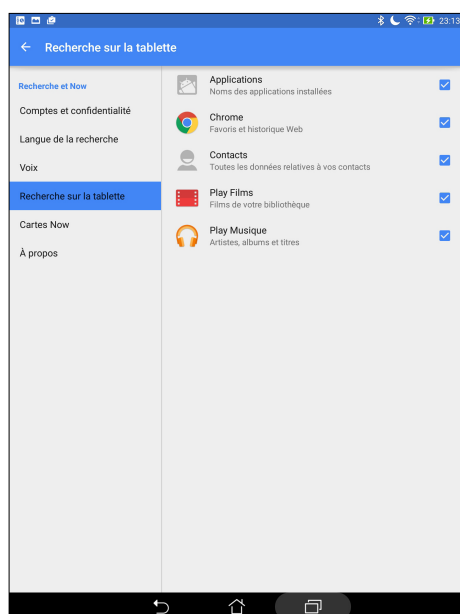 23:13
Recherche sur la tablette
Recherche et Now
Comptes et confidentialité
Langue de la recherche
Voix
Recherche sur la tablette
Cartes Now
À propos
Applications
Noms des applications installées
Chrome
Favoris et historique Web
Contacts
Toutes les données relatives à vos contacts
Play Films
Films de votre bibliothèque
Play Musique
Artistes, albums et titres